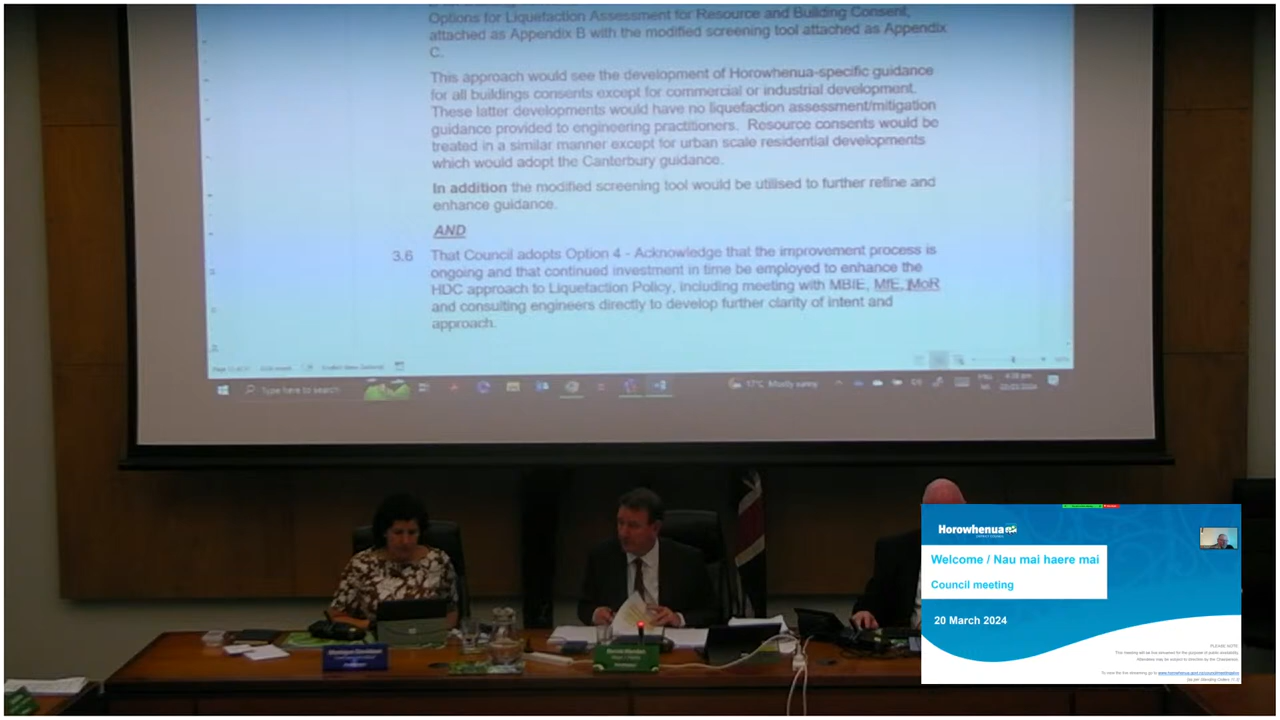 Options for Liquefaction Assessment for Resource and Building Consent,
attached as Appendix B with the modified screening tool attached as Appendix
C.
This approach would see the development of Horowhenua-specific guidance
for all buildings consents except for commercial or industrial development.
These latter developments would have no liquefaction assessment/mitigation
guidance provided to engineering practitioners. Resource consents would be
treated in a similar manner except for urban scale residential developments
which would adopt the Canterbury guidance.
In addition the modified screening tool would be utilised to further refine and
enhance guidance.
AND
3.6 That Council adopts Option 4 - Acknowledge that the improvement process is
ongoing and that continued investment in time be employed to enhance the
HDC approach to Liquefaction Policy, including meeting with MBIE, MfE, MoR
and consulting engineers directly to develop further clarity of intent and
approach.
Type here to search
17°C Mostly sunny
Horowhenua
Welcome / Nau mai haere mai
Council meeting
20 March 2024
PLEASE NOTE